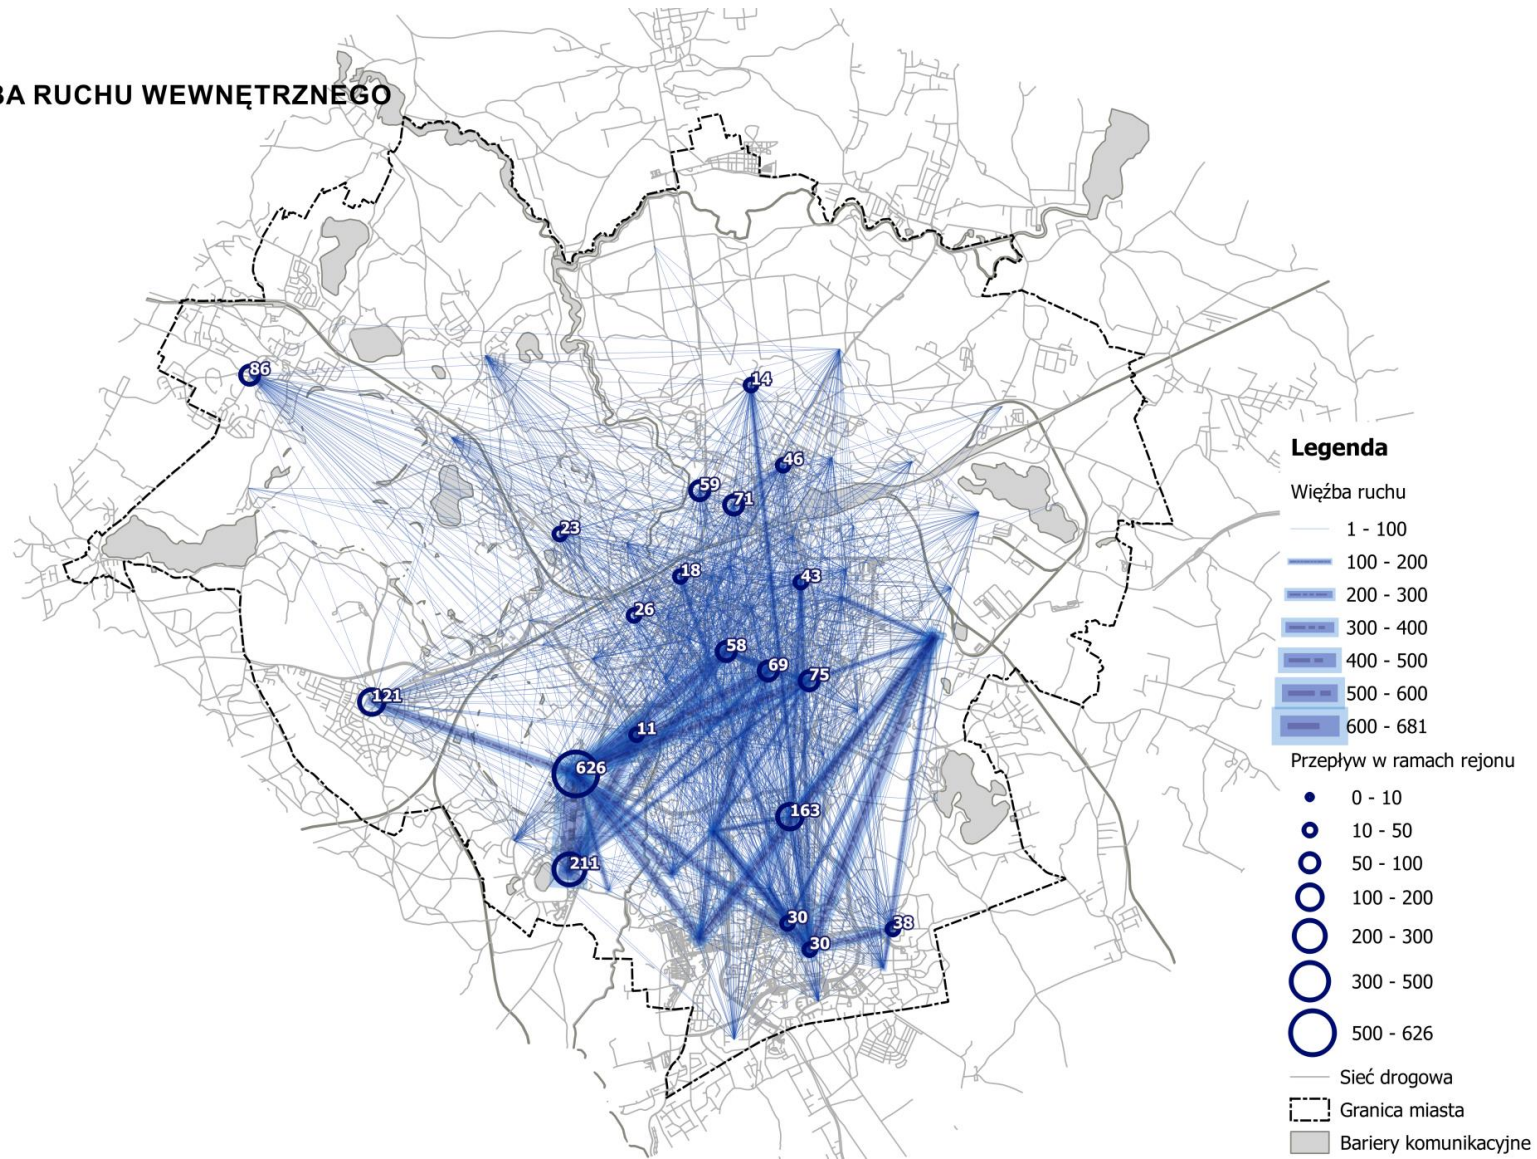 BA RUCHU WEWNĘTRZNEGO
86
14
46
59
71
23
18
43
26
58
69
75
121
11
626
163
211
30
38
30
Legenda
Więźba ruchu
1 - 100
100 - 200
200 - 300
300 - 400
400 - 500
500 - 600
600 - 681
Przepływ w ramach rejonu
0 - 10
10 - 50
50 - 100
100 - 200
200 - 300
300 - 500
500 - 626
Sieć drogowa
Granica miasta
Bariery komunikacyjne